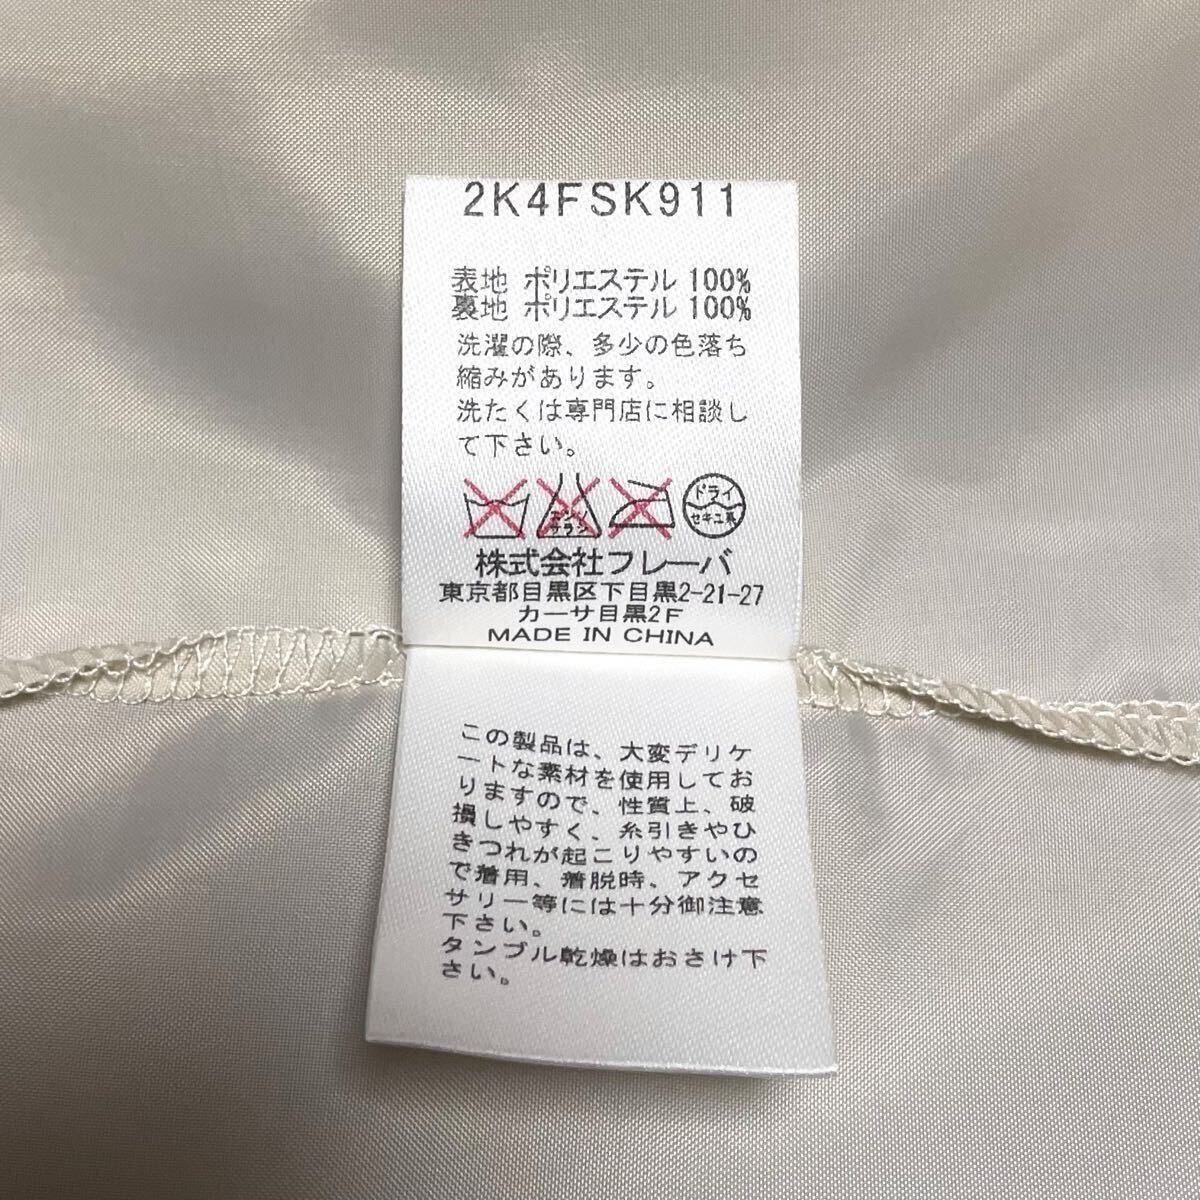 2K4FSK911
表地 ポリエステル 100%
裏地 ポリエステル 100%
洗濯の際、多少の色落ち
縮みがあります。
洗たくは専門店に相談し
て下さい。
エンソ
サラシ
ドライ
セキユ系
株式会社フレーバ
東京都目黒区下目黒2-21-27
カーサ目黒2F
MADE IN CHINA
この製品は、大変デリケ
ートな素材を使用してお
りますので、性質上、破
損しやすく、糸引きやひ
きつれが起こりやすいの
で着用、着脱時、アクセ
サリー等には十分御注意
下さい。
タンブル乾燥はおさけ下
さい。